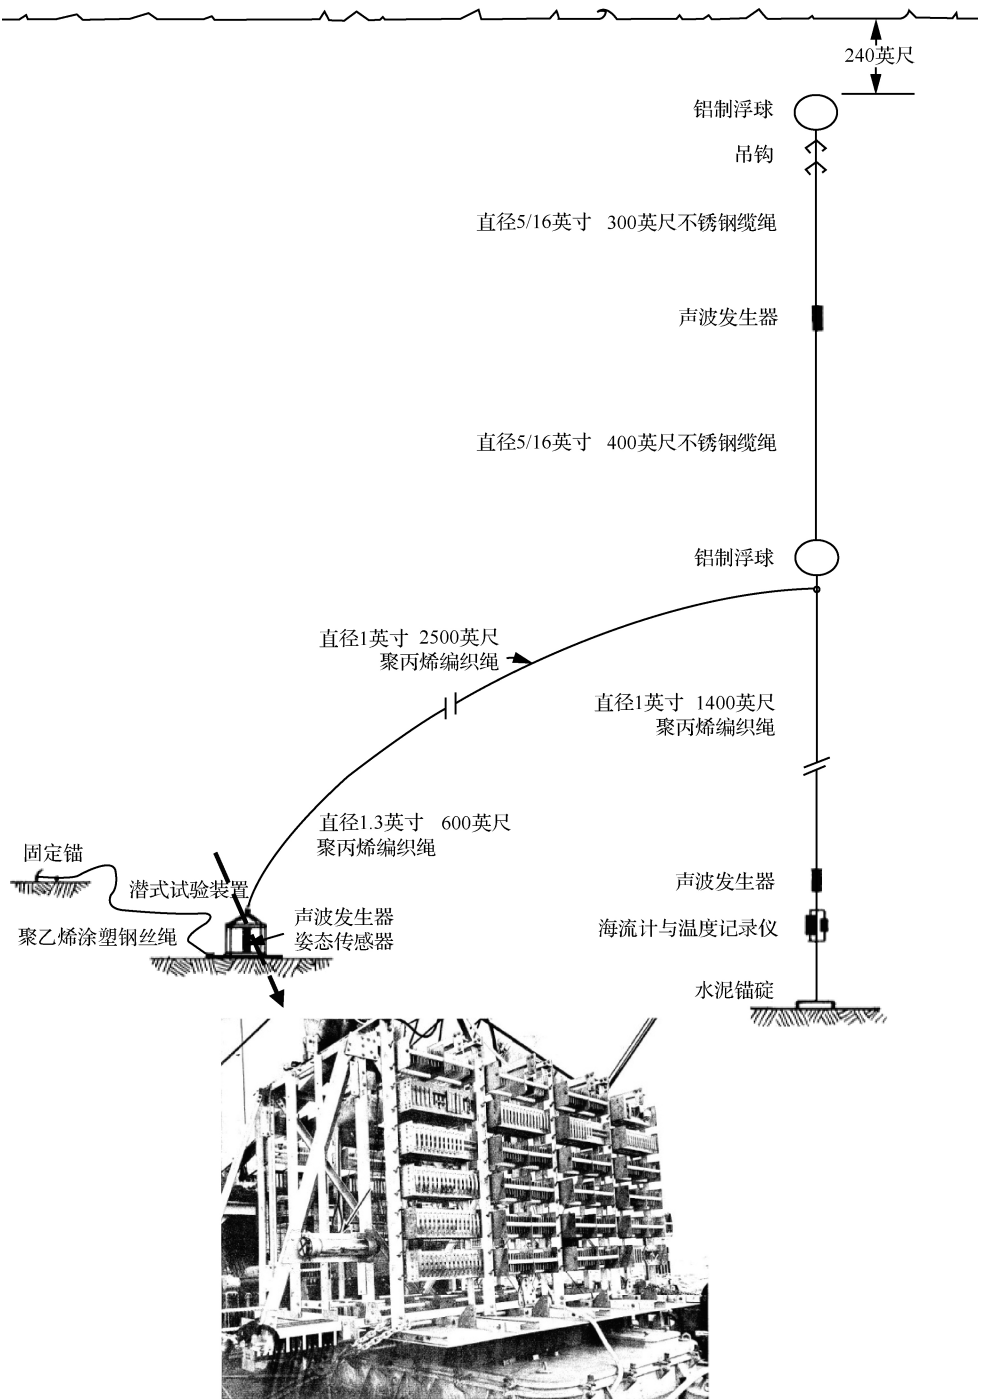 240英尺
铝制浮球
吊钩
直径5/16英寸 300英尺不锈钢缆绳
声波发生器
直径5/16英寸 400英尺不锈钢缆绳
铝制浮球
直径1英寸 2500英尺
聚丙烯编织绳
直径1英寸 1400英尺
聚丙烯编织绳
直径1.3英寸 600英尺
聚丙烯编织绳
固定锚
潜式试验装置
聚乙烯涂塑钢丝绳
声波发生器
姿态传感器
声波发生器
海流计与温度记录仪
水泥锚碇